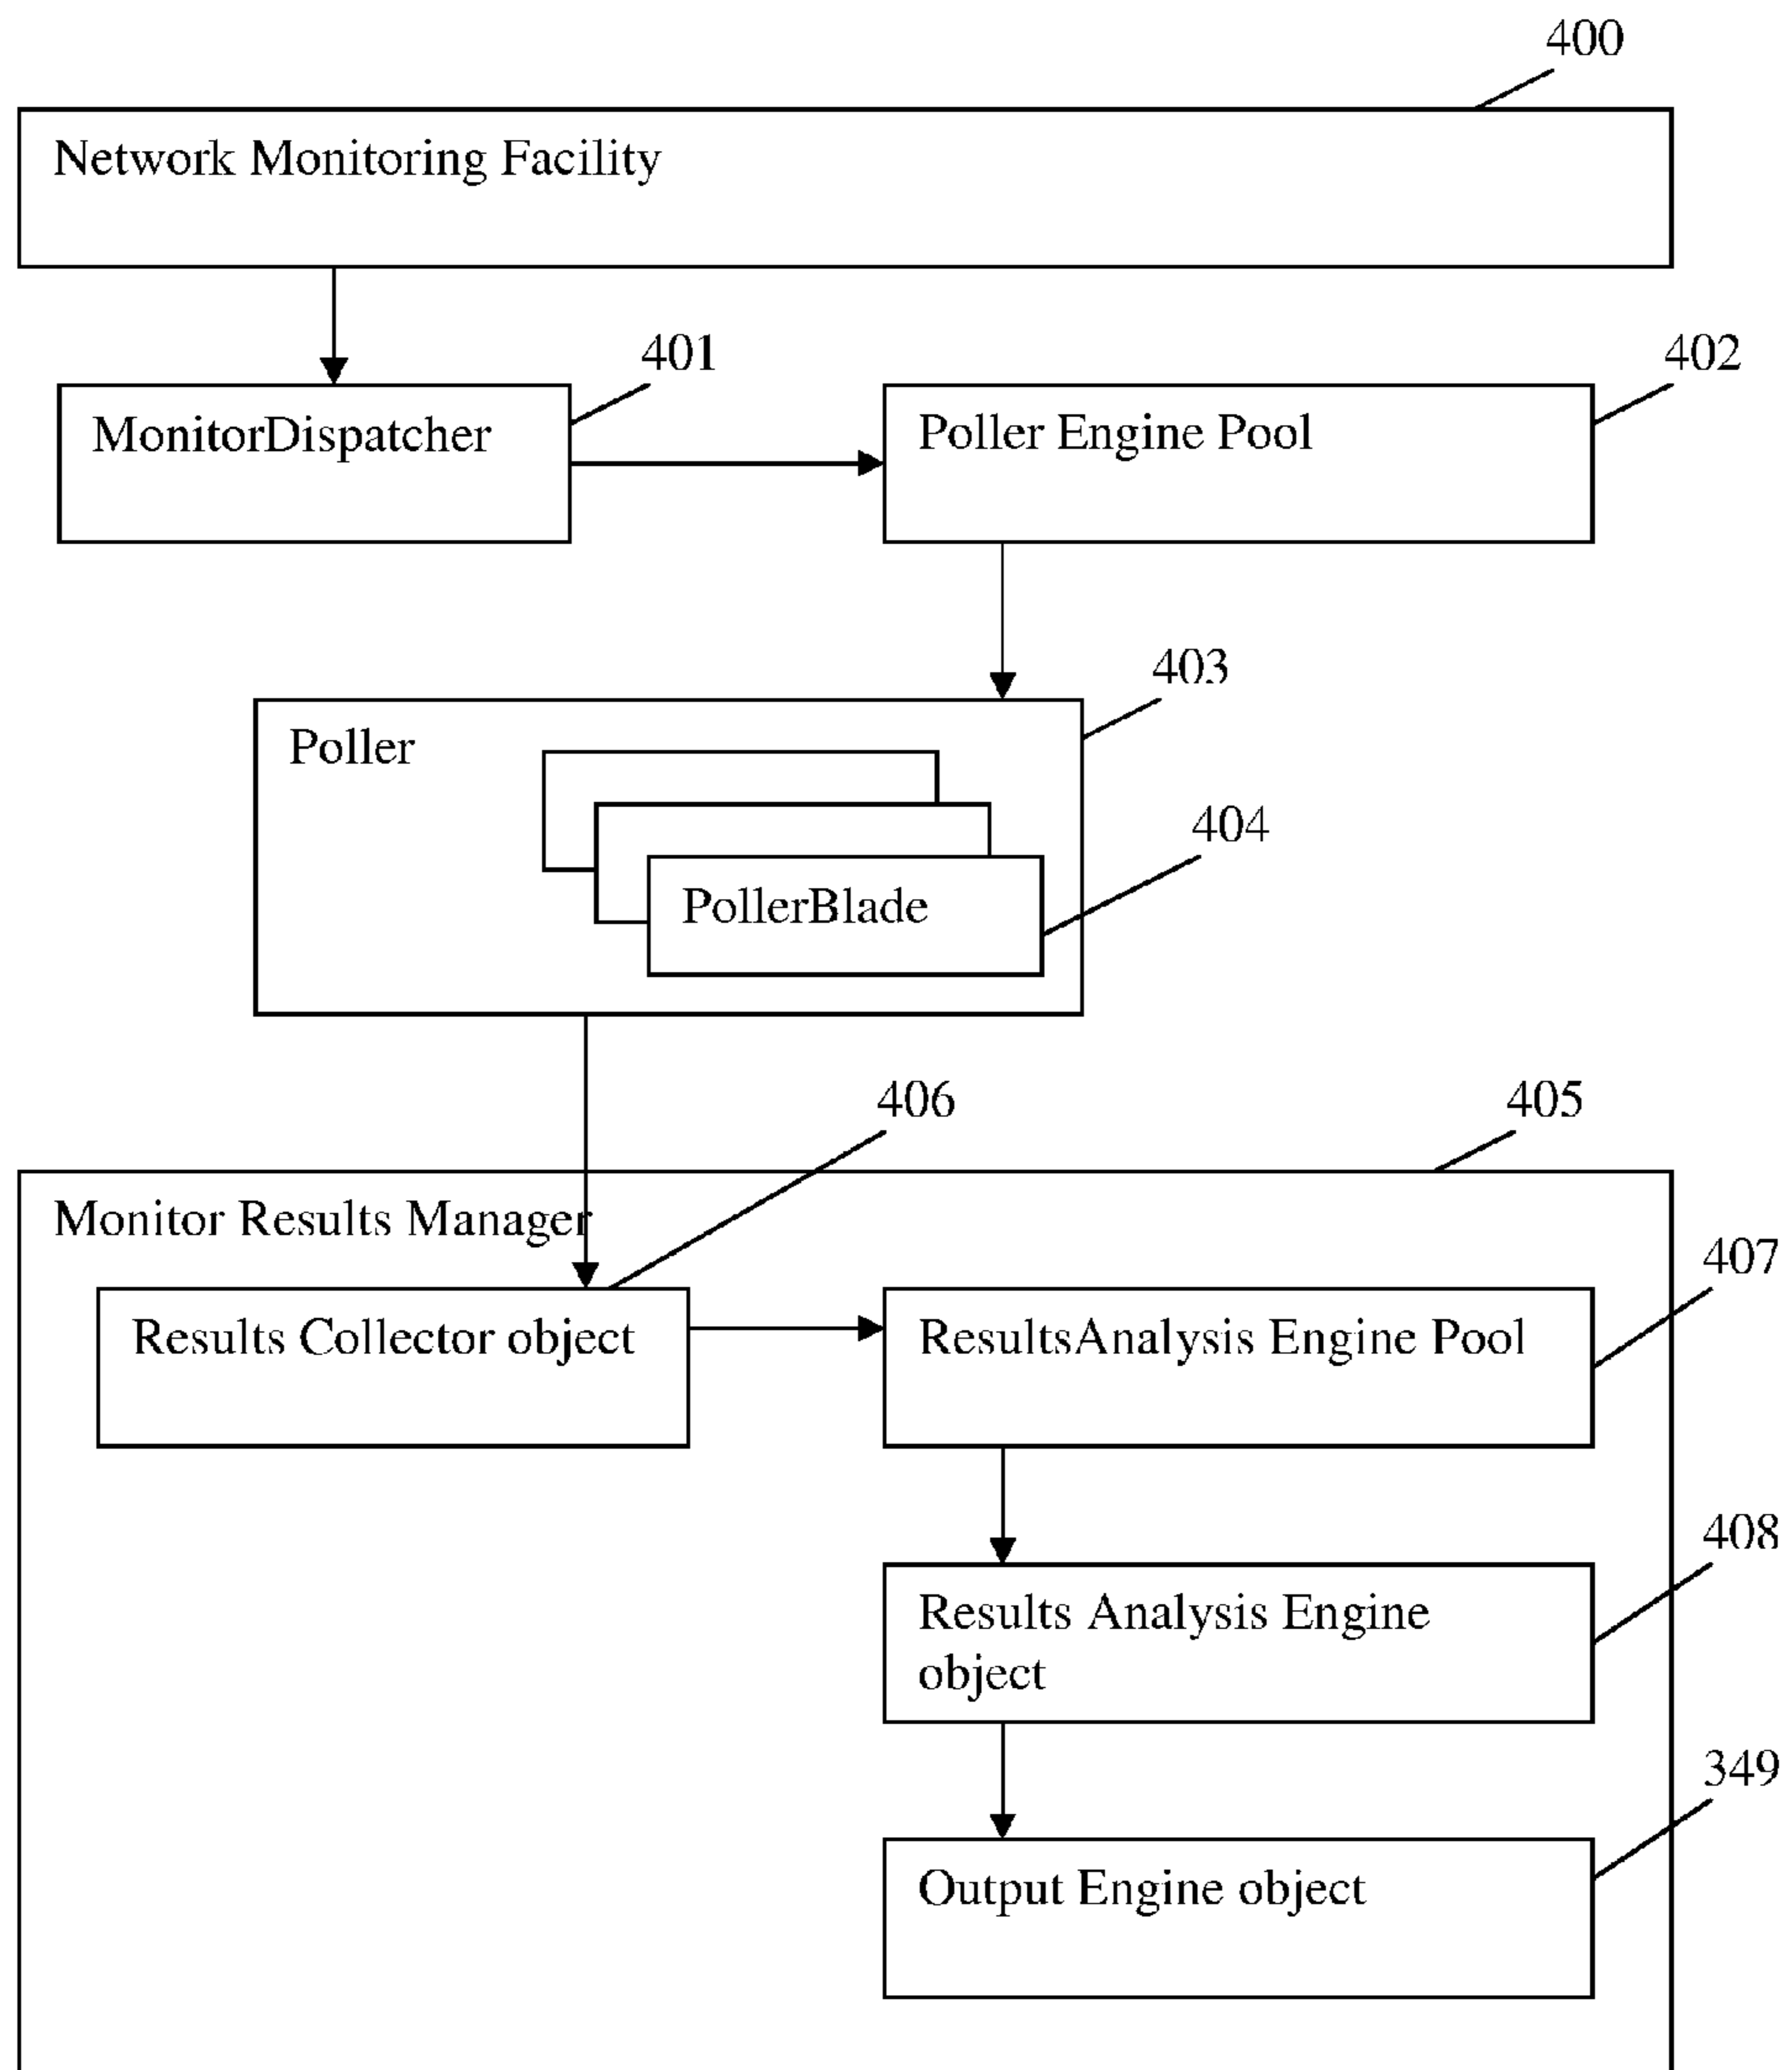 400
Network Monitoring Facility
401
402
MonitorDispatcher
Poller Engine Pool
403
Poller
404
PollerBlade
406
405
Monitor Results Manager
407
Results Collector object
ResultsAnalysis Engine Pool
408
Results Analysis Engine
object
349
Output Engine object